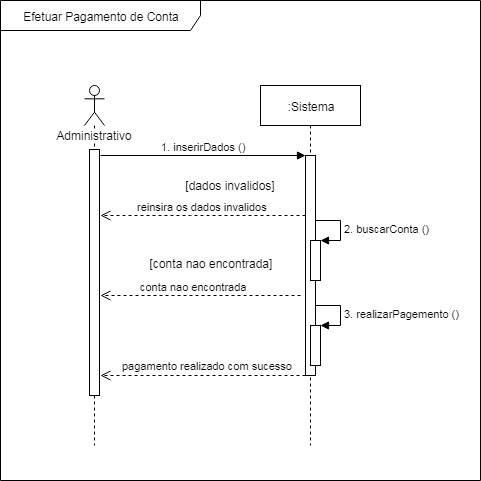 Efetuar Pagamento de Conta
:Sistema
Administrativo
1. inserirDados ()
[dados invalidos]
reinsira os dados invalidos
2. buscarConta ()
[conta nao encontrada]
conta nao encontrada
3. realizarPagemento ()
pagamento realizado com sucesso